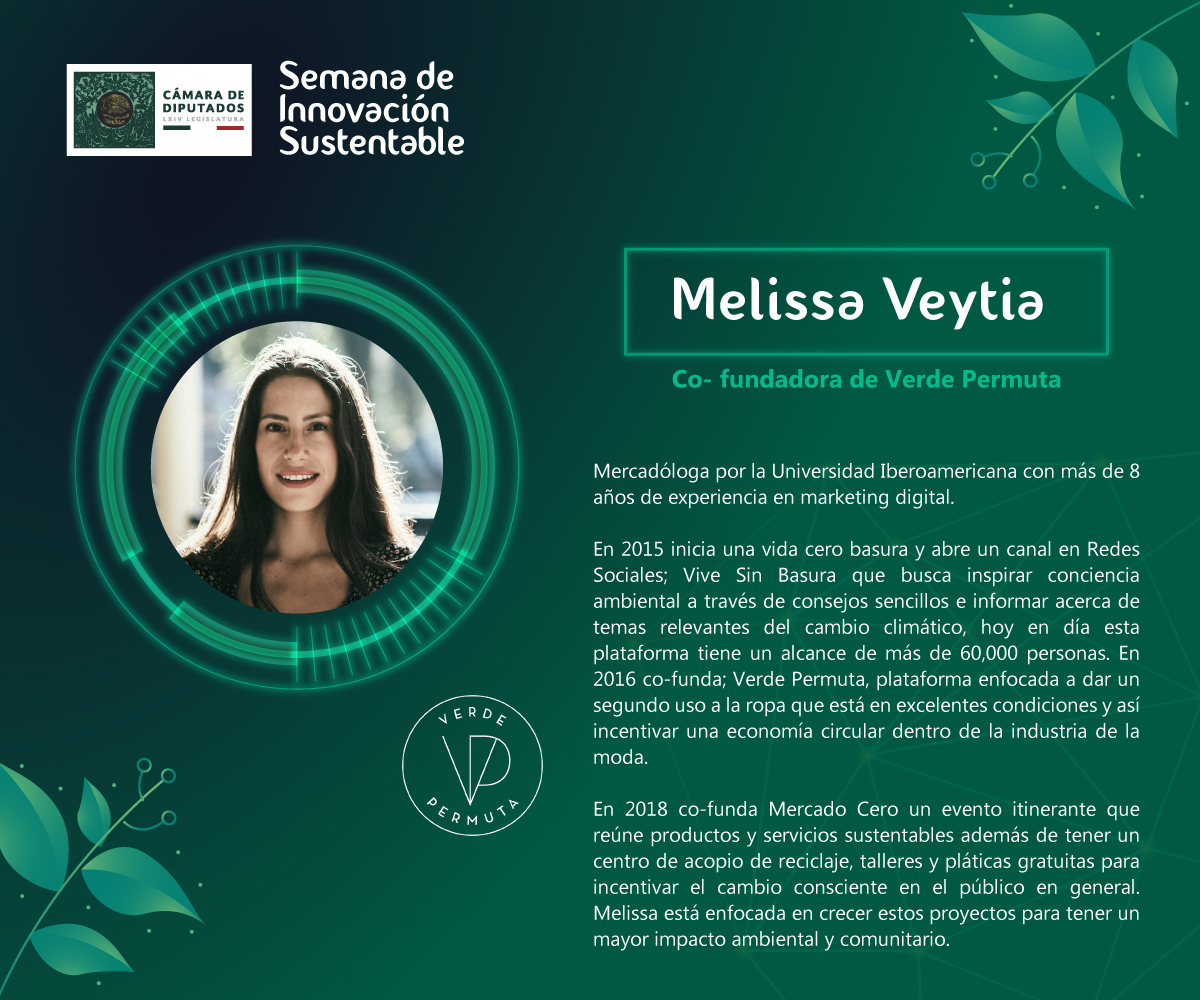 CÁMARA DE
DIPUTADOS
LXIV LEGISLATURA
Semana de
Innovación
Sustentable
Melissa Veytia
Co- fundadora de Verde Permuta
Mercadóloga por la Universidad Iberoamericana con más de 8
años de experiencia en marketing digital.
En 2015 inicia una vida cero basura y abre un canal en Redes
Sociales; Vive Sin Basura que busca inspirar conciencia
ambiental a través de consejos sencillos e informar acerca de
temas relevantes del cambio climático, hoy en día esta
plataforma tiene un alcance de más de 60,000 personas. En
2016 co-funda; Verde Permuta, plataforma enfocada a dar un
segundo uso a la ropa que está en excelentes condiciones y así
incentivar una economía circular dentro de la industria de la
moda.
En 2018 co-funda Mercado Cero un evento itinerante que
reúne productos y servicios sustentables además de tener un
centro de acopio de reciclaje, talleres y pláticas gratuitas para
incentivar el cambio consciente en el público en general.
Melissa está enfocada en crecer estos proyectos para tener un
mayor impacto ambiental y comunitario.
VERDE
VP
PERMUTA